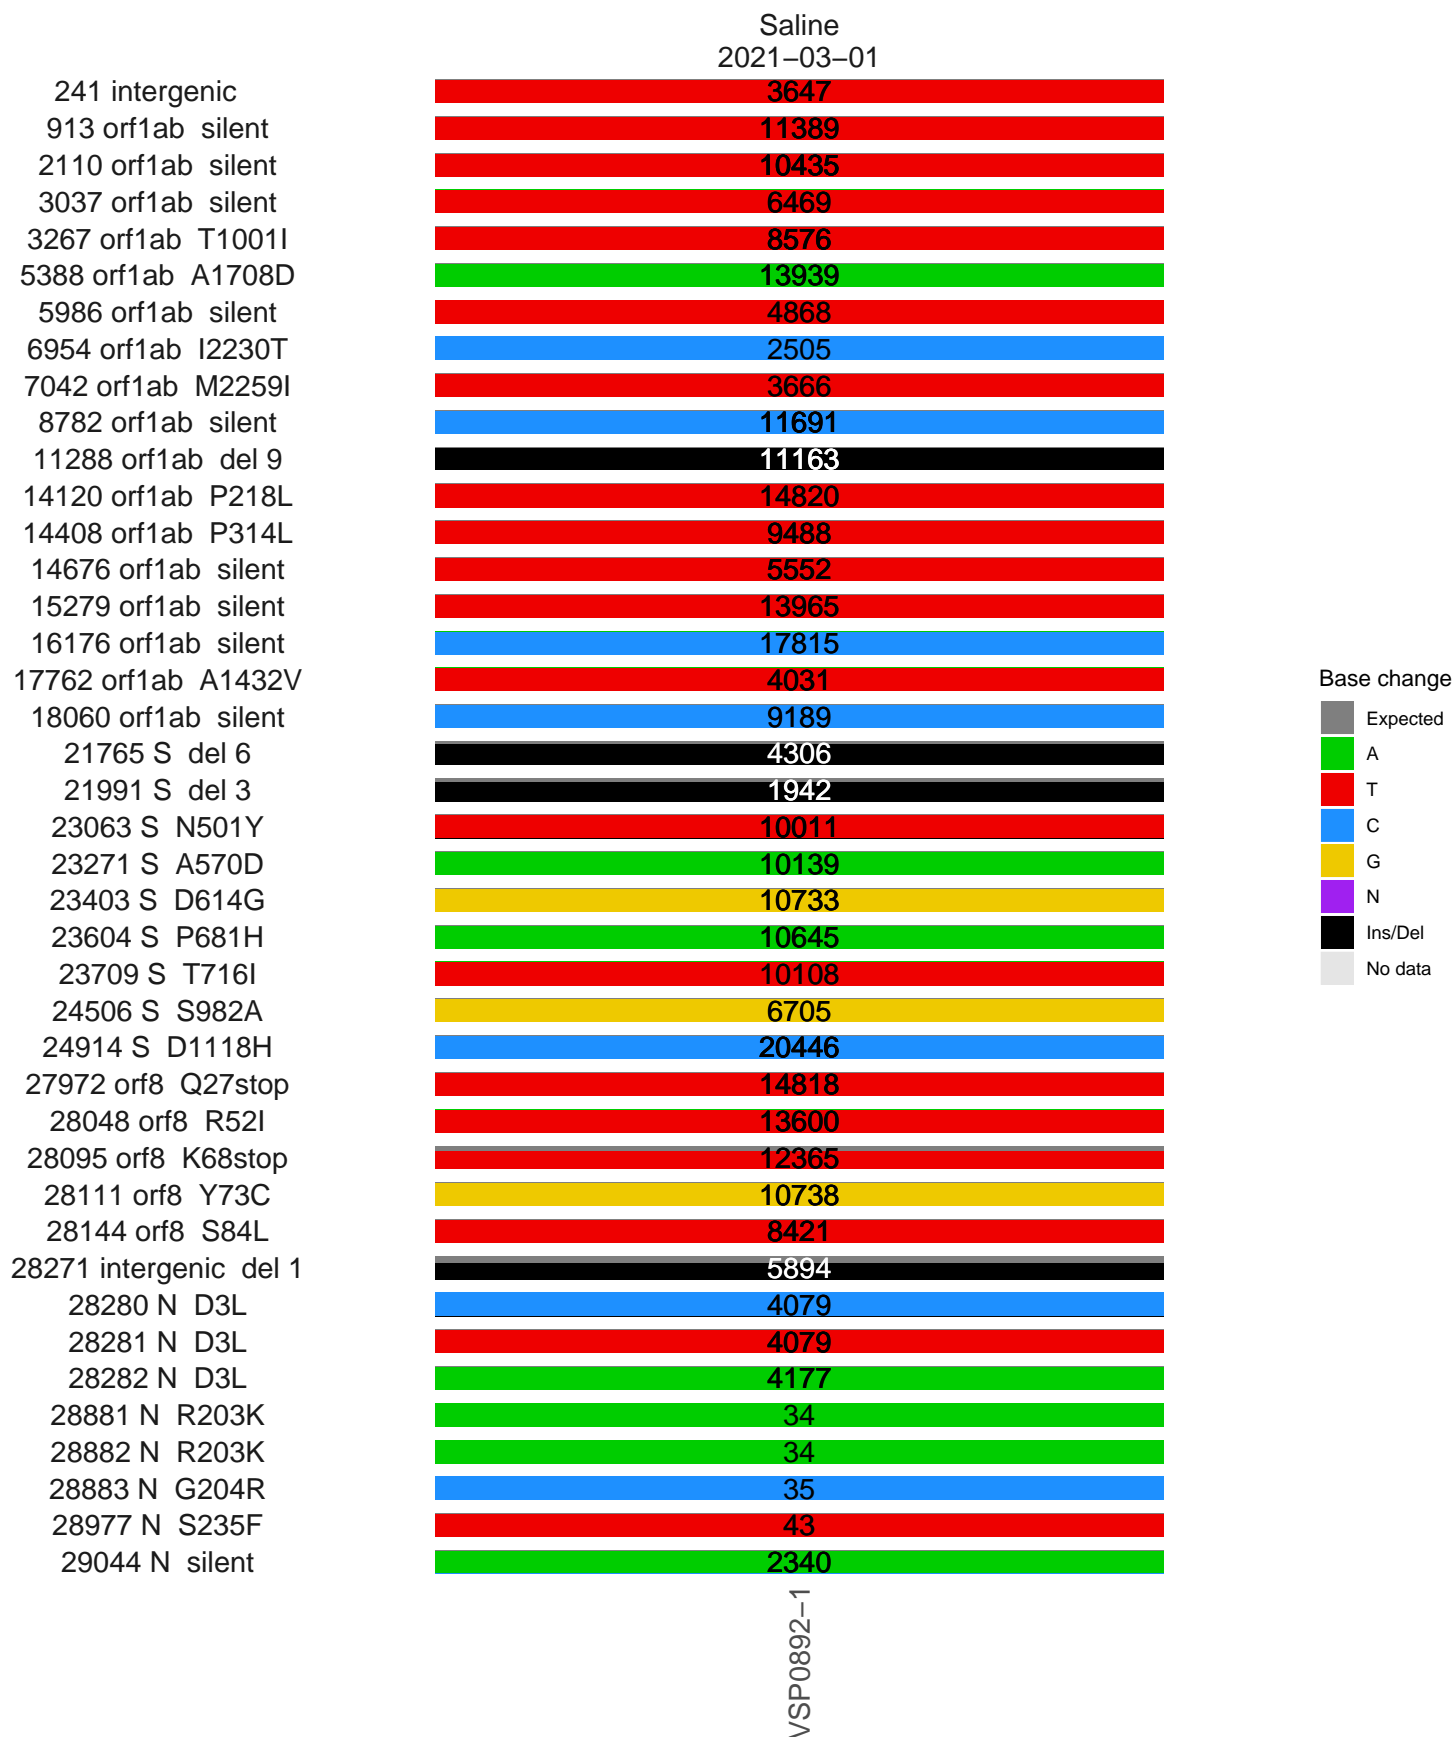 Saline
2021−03−01
241 intergenic 3647
913 orf1ab silent 11389
2110 orf1ab silent 10435
3037 orf1ab silent 6469
3267 orf1ab T1001I 8576
5388 orf1ab A1708D 13939
5986 orf1ab silent 4868
6954 orf1ab I2230T 2505
7042 orf1ab M2259I 3666
8782 orf1ab silent 11691
11288 orf1ab del 9 11163
14120 orf1ab P218L 14820
14408 orf1ab P314L 9488
14676 orf1ab silent 5552
15279 orf1ab silent 13965
16176 orf1ab silent 17815
17762 orf1ab A1432V 4031
18060 orf1ab silent 9189
21765 S del 6 4306
21991 S del 3 1942
23063 S N501Y 10011
23271 S A570D 10139
23403 S D614G 10733
23604 S P681H 10645
23709 S T716I 10108
24506 S S982A 6705
24914 S D1118H 20446
27972 orf8 Q27stop 14818
28048 orf8 R52I 13600
28095 orf8 K68stop 12365
28111 orf8 Y73C 10738
28144 orf8 S84L 8421
28271 intergenic del 1 5894
28280 N D3L 4079
28281 N D3L 4079
28282 N D3L 4177
28881 N R203K 34
28882 N R203K 34
28883 N G204R 35
28977 N S235F 43
29044 N silent 2340
VSP0892−1
Base change
Expected
A
T
C
G
N
Ins/Del
No data